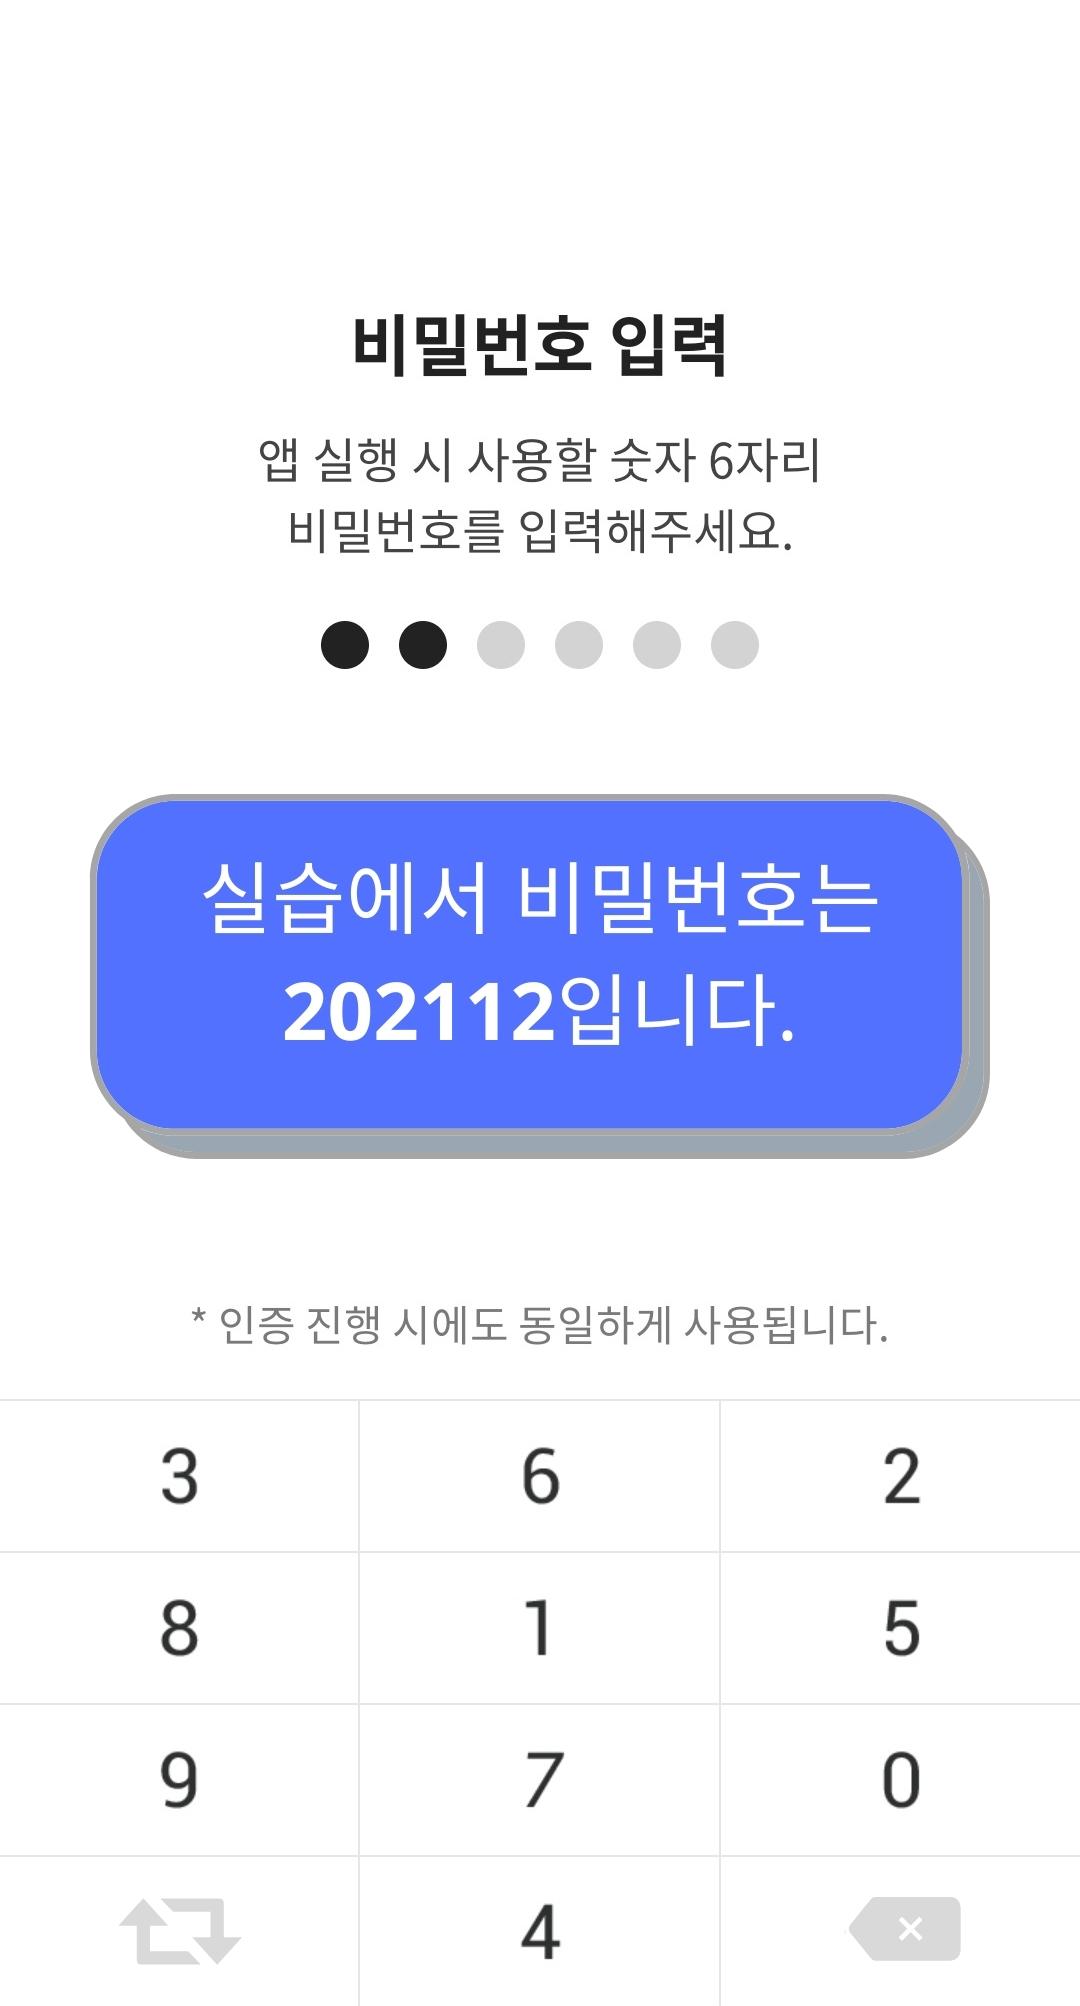 비밀번호 입력
앱 실행 시 사용할 숫자 6자리
비밀번호를 입력해주세요.
실습에서 비밀번호는
202112입니다.
* 인증 진행 시에도 동일하게 사용됩니다.
3 6 2
8 1 5
9 7 0
4